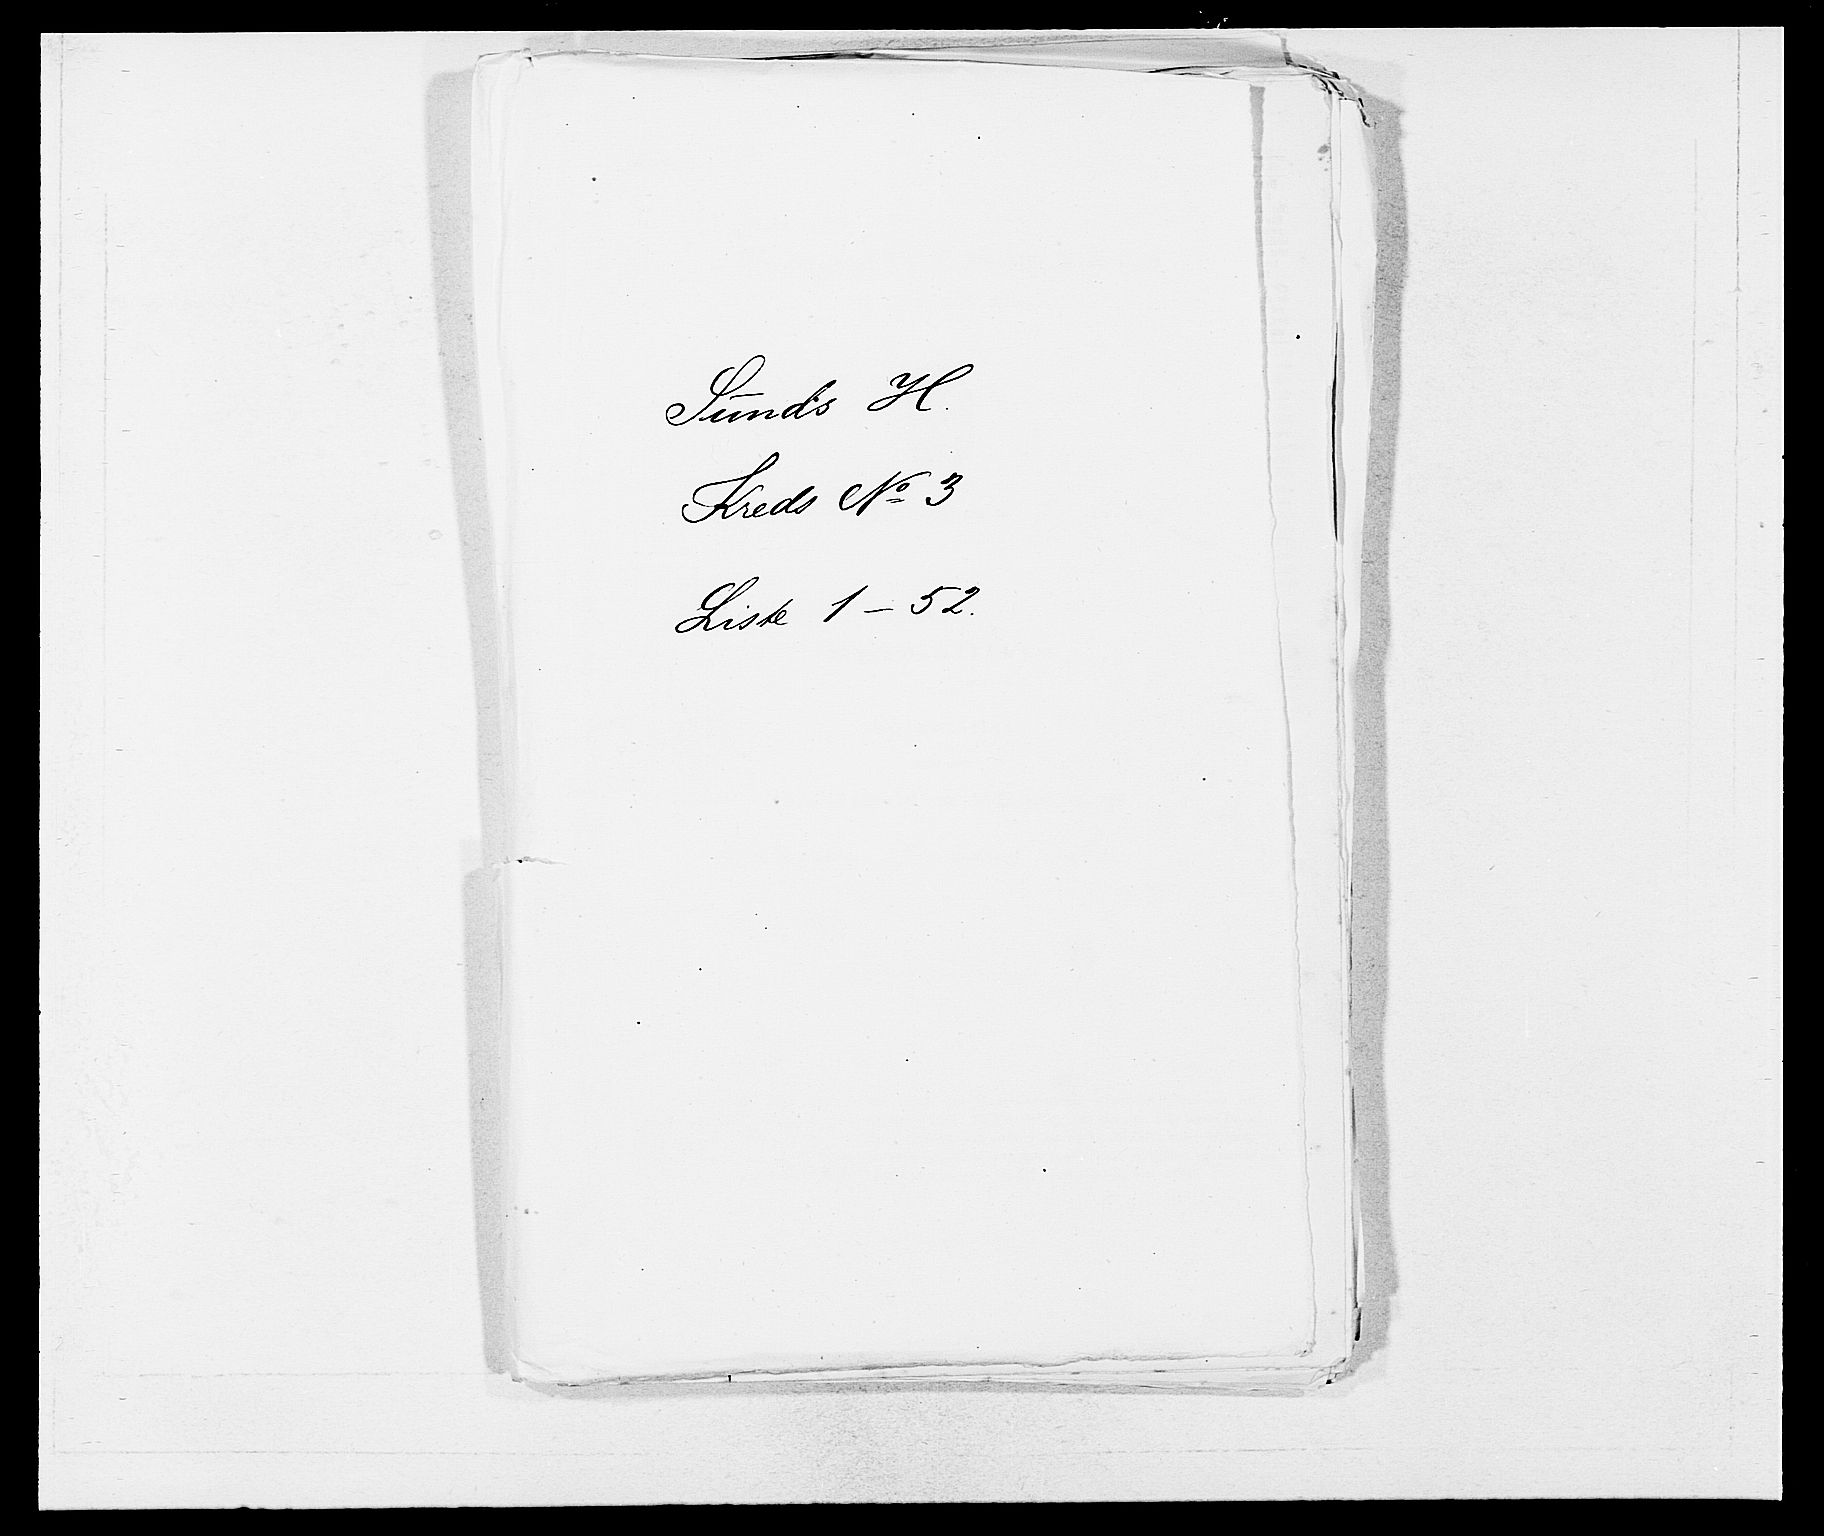 Sunds H.
Kreds No 3
Liste 1 – 52.